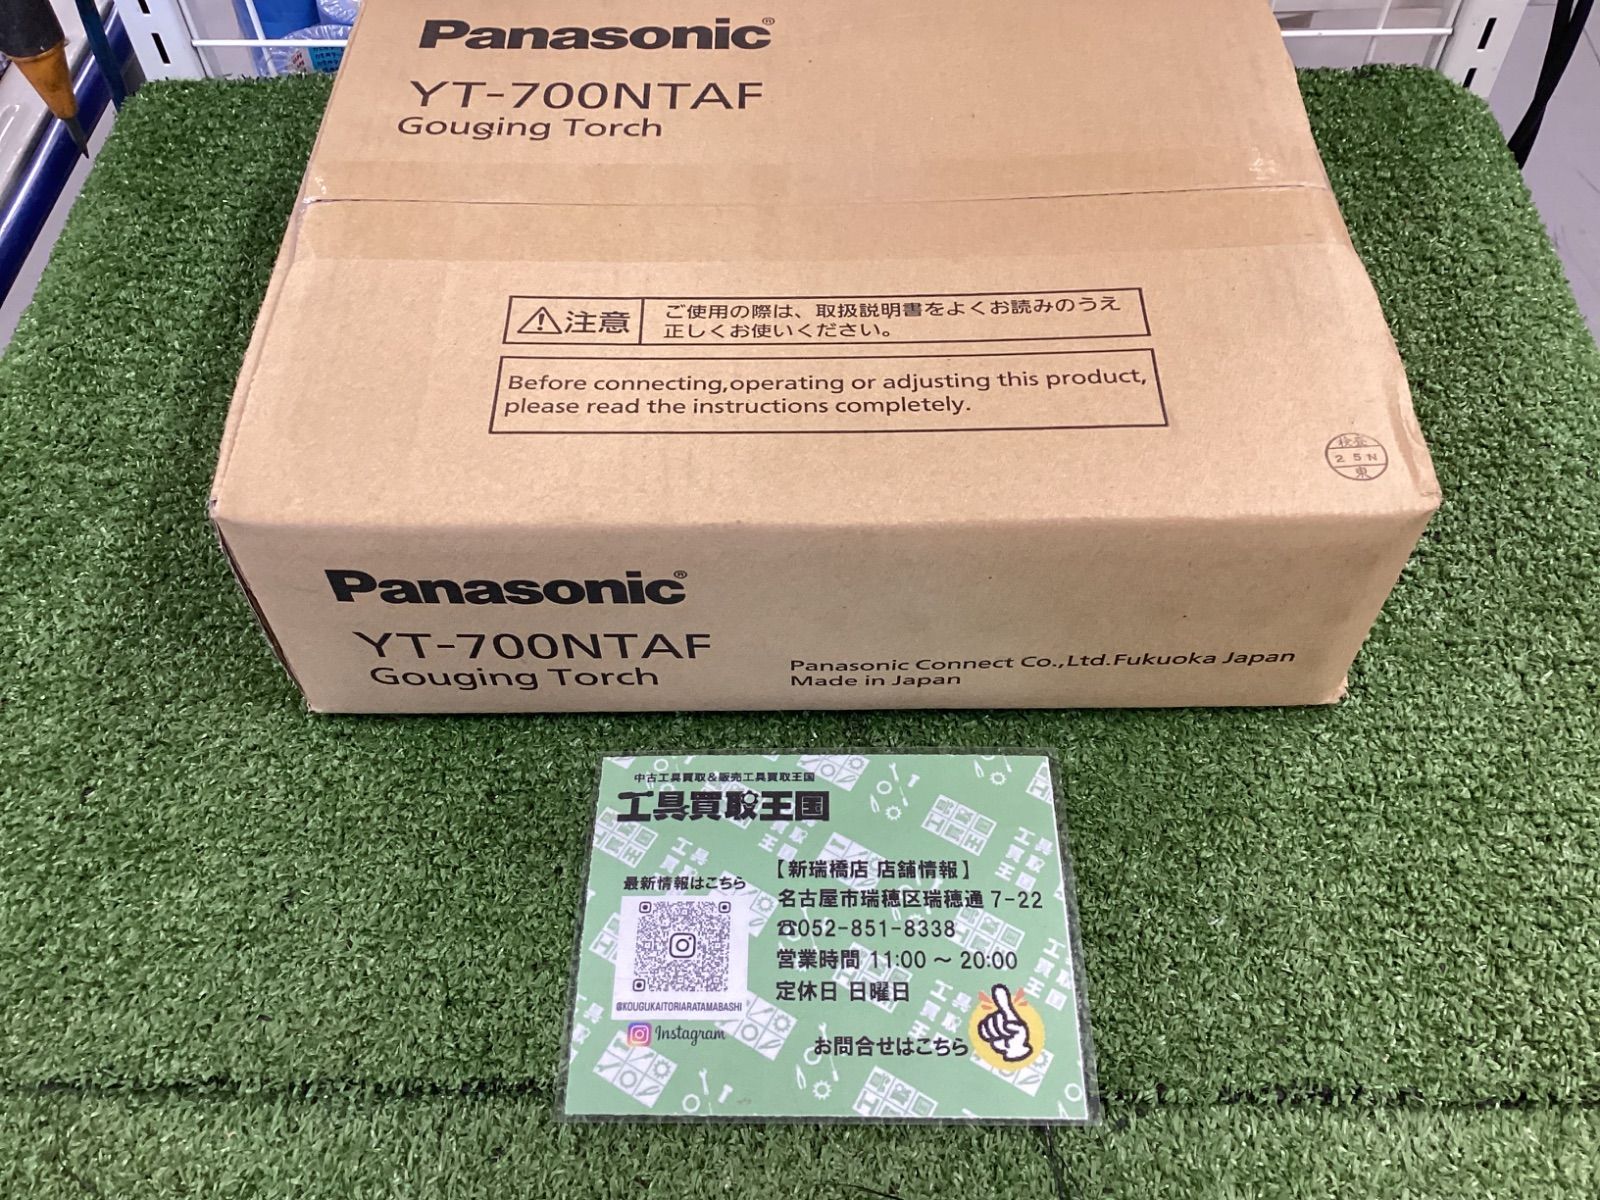 Panasonic®
YT-700NTAF
Gouging Torch
⚠注意
ご使用の際は、取扱説明書をよくお読みのうえ
正しくお使いください。
Before connecting,operating or adjusting this product,
please read the instructions completely.
検査
25N
東
Panasonic®
YT-700NTAF
Gouging Torch
Panasonic Connect Co.,Ltd.Fukuoka Japan
Made in Japan
中古工具買取&販売工具買取王国
工具買取王国
最新情報はこちら
@KOUGUKAITORIARATAMABASHI
Instagram
【新瑞橋店 店舗情報】
名古屋市瑞穂区瑞穂通 7-22
☎052-851-8338
営業時間 11:00 ~ 20:00
定休日 日曜日
お問合せはこちら